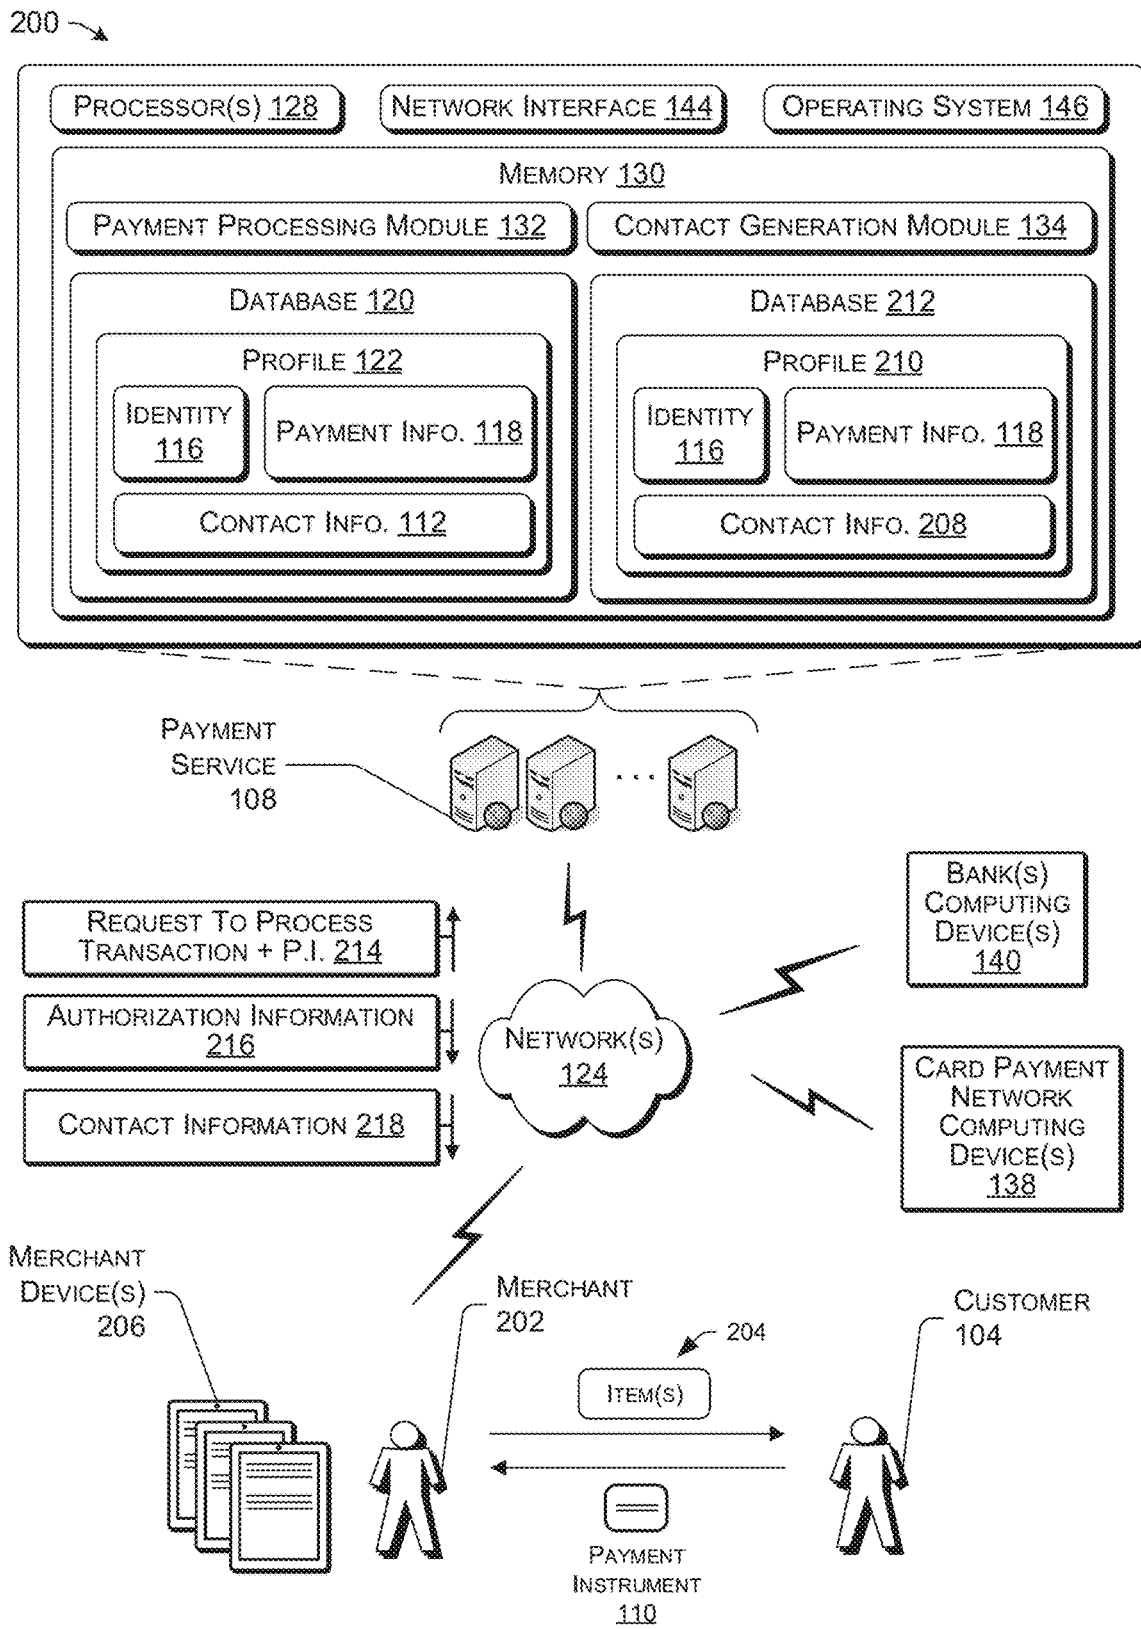 200
PROCESSOR(S) 128
NETWORK INTERFACE 144
OPERATING SYSTEM 146
MEMORY 130
PAYMENT PROCESSING MODULE 132
CONTACT GENERATION MODULE 134
DATABASE 120
PROFILE 122
IDENTITY
116
PAYMENT INFO. 118
CONTACT INFO. 112
DATABASE 212
PROFILE 210
IDENTITY
116
PAYMENT INFO. 118
CONTACT INFO. 208
PAYMENT
SERVICE
108
...
REQUEST TO PROCESS
TRANSACTION + P.I. 214
AUTHORIZATION INFORMATION
216
CONTACT INFORMATION 218
NETWORK(S)
124
BANK(S)
COMPUTING
DEVICE(S)
140
CARD PAYMENT
NETWORK
COMPUTING
DEVICE(S)
138
MERCHANT
DEVICE(S)
206
MERCHANT
202
204
ITEM(S)
CUSTOMER
104
PAYMENT
INSTRUMENT
110